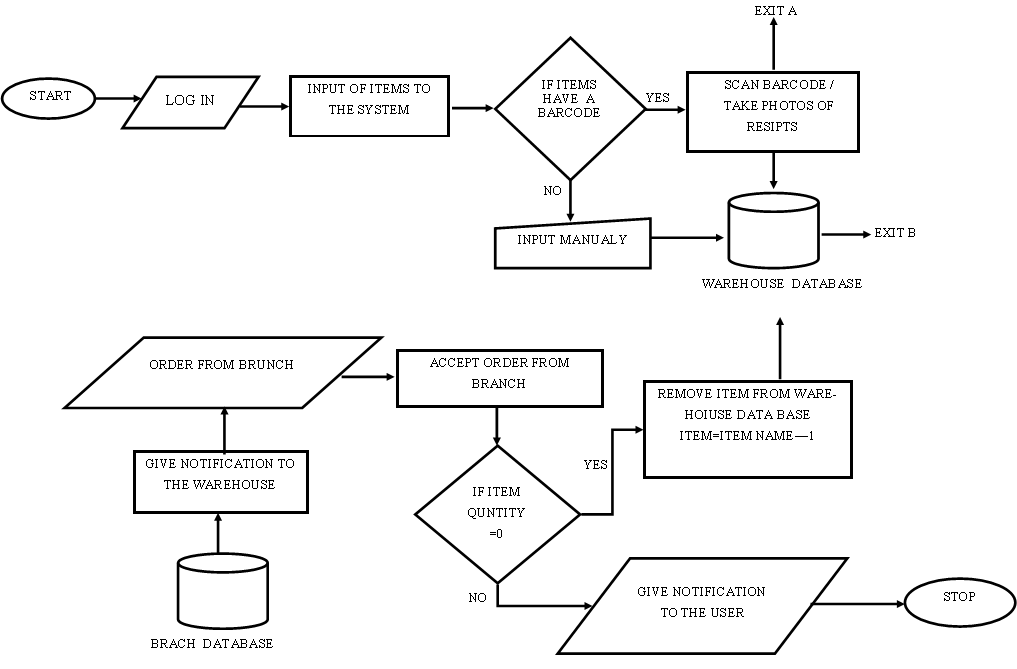 EXIT A
START
LOG IN
INPUT OF ITEMS TO
THE SYSTEM
IF ITEMS
HAVE A
BARCODE
YES
SCAN BARCODE /
TAKE PHOTOS OF
RESIPTS
NO
INPUT MANUALY
EXIT B
WAREHOUSE DATABASE
ORDER FROM BRUNCH
ACCEPT ORDER FROM
BRANCH
REMOVE ITEM FROM WARE-
HOIUSE DATA BASE
ITEM=ITEM NAME—1
GIVE NOTIFICATION TO
THE WAREHOUSE
YES
IF ITEM
QUNTITY
=0
NO
GIVE NOTIFICATION
TO THE USER
STOP
BRACH DATABASE